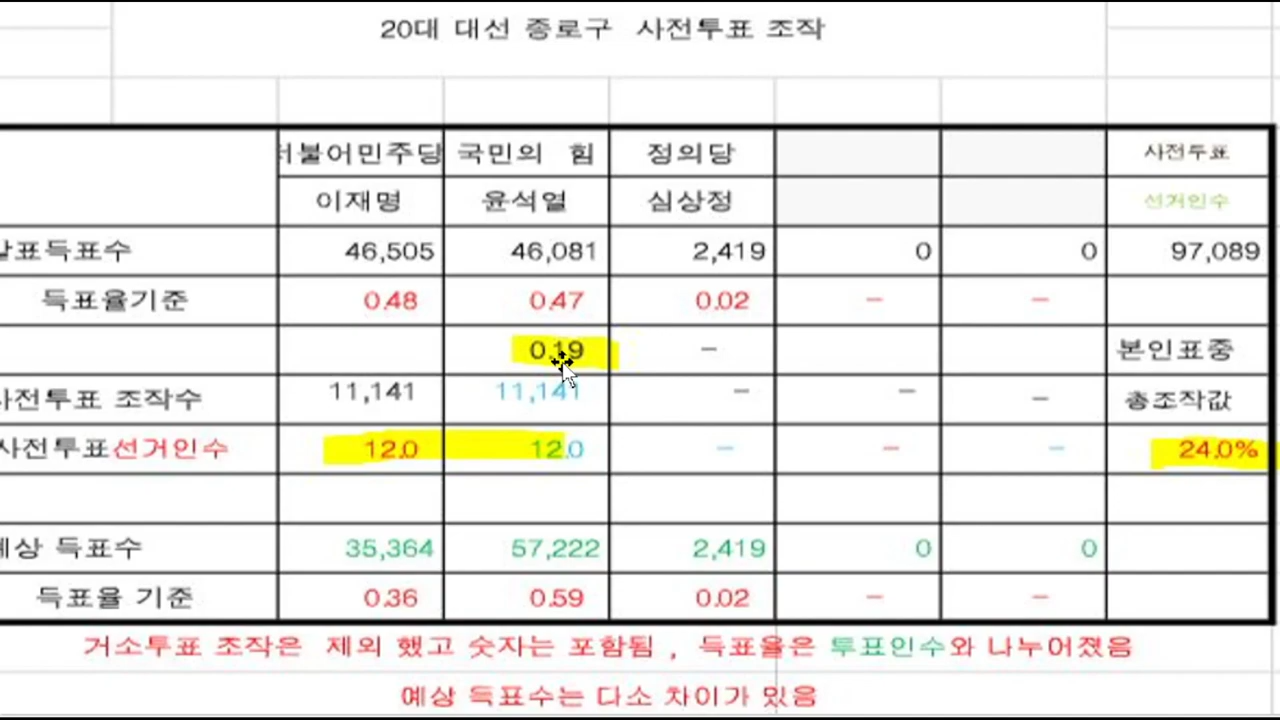 20대 대선 종로구 사전투표 조작
더불어민주당 국민의 힘 정의당 사전투표
이재명 윤석열 심상정 선거인수
발표득표수 46,505 46,081 2,419 0 0 97,089
득표율기준 0.48 0.47 0.02 – –
0.19 – 본인표중
사전투표 조작수 11,141 11,141 – – – 총조작값
사전투표선거인수 12.0 12.0 – – – 24.0%
예상 득표수 35,364 57,222 2,419 0 0
득표율 기준 0.36 0.59 0.02 – –
거소투표 조작은 제외 했고 숫자는 포함됨 , 득표율은 투표인수와 나누어졌음
예상 득표수는 다소 차이가 있음